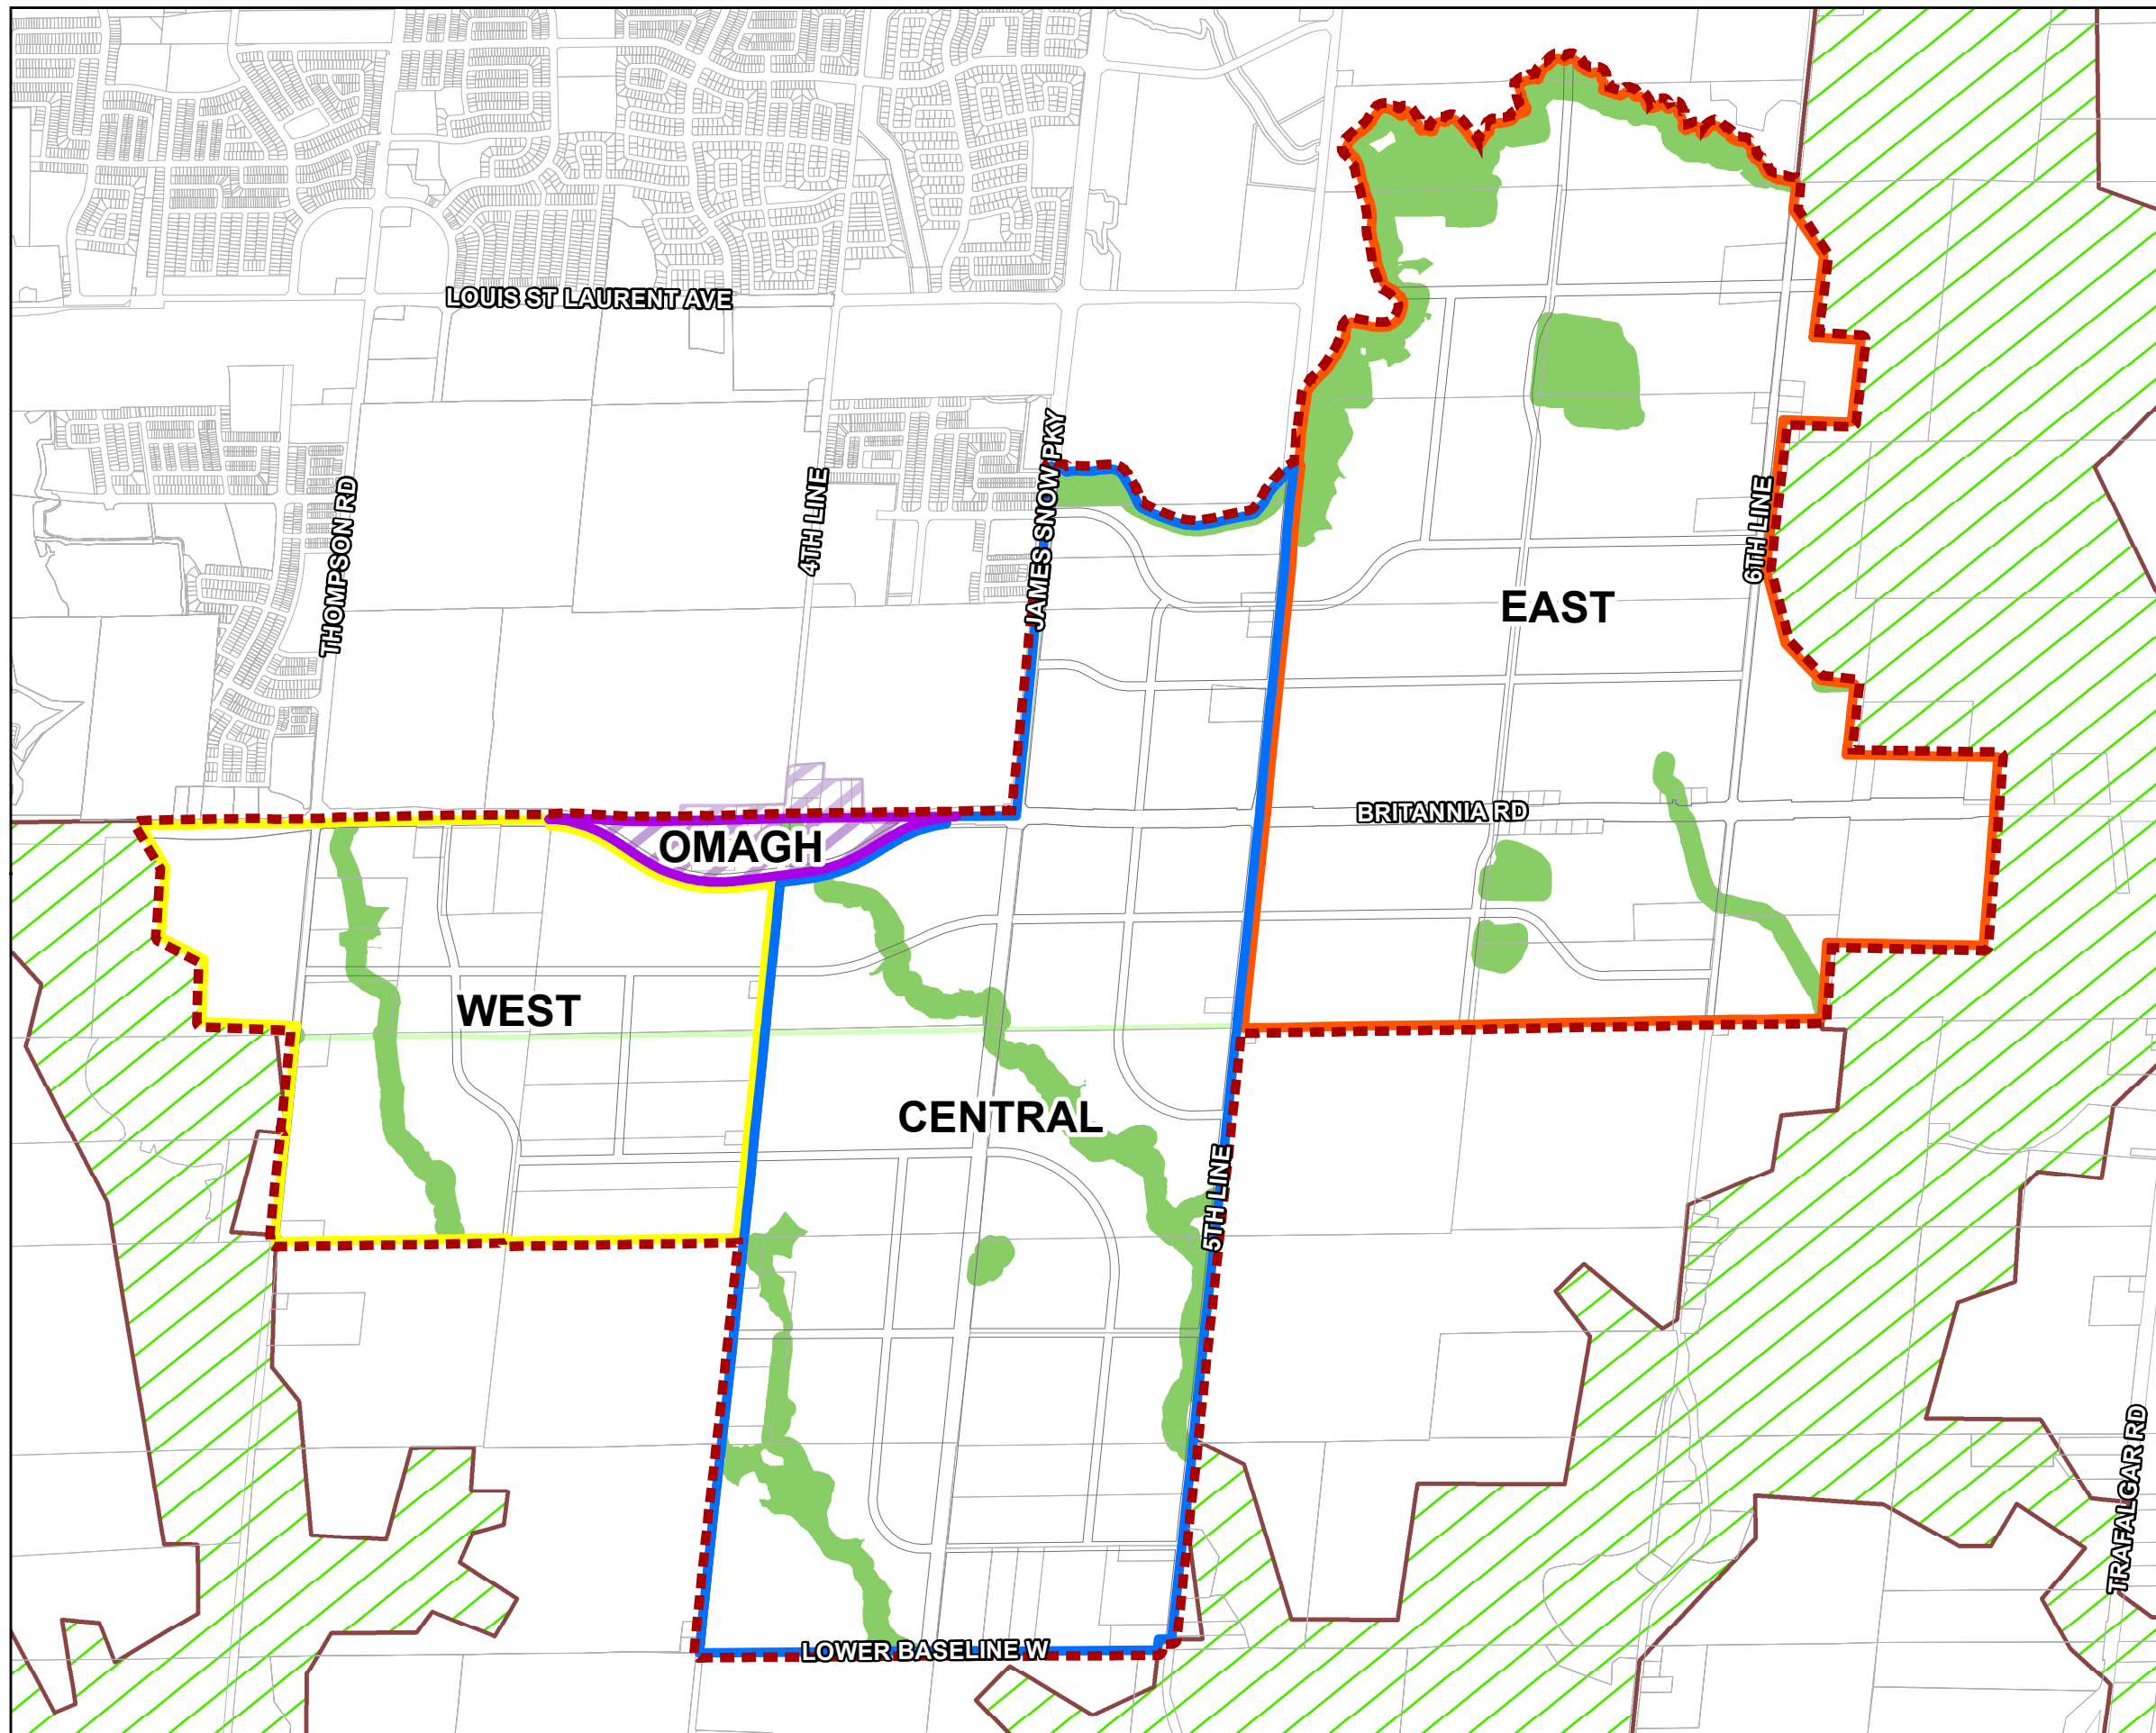 LOUIS ST LAURENT AVE
THOMPSON RD
4TH LINE
JAMES SNOW PKY
6TH LINE
EAST
BRITANNIA RD
OMAGH
WEST
CENTRAL
5TH LINE
TRAFALGAR RD
LOWER BASELINE W